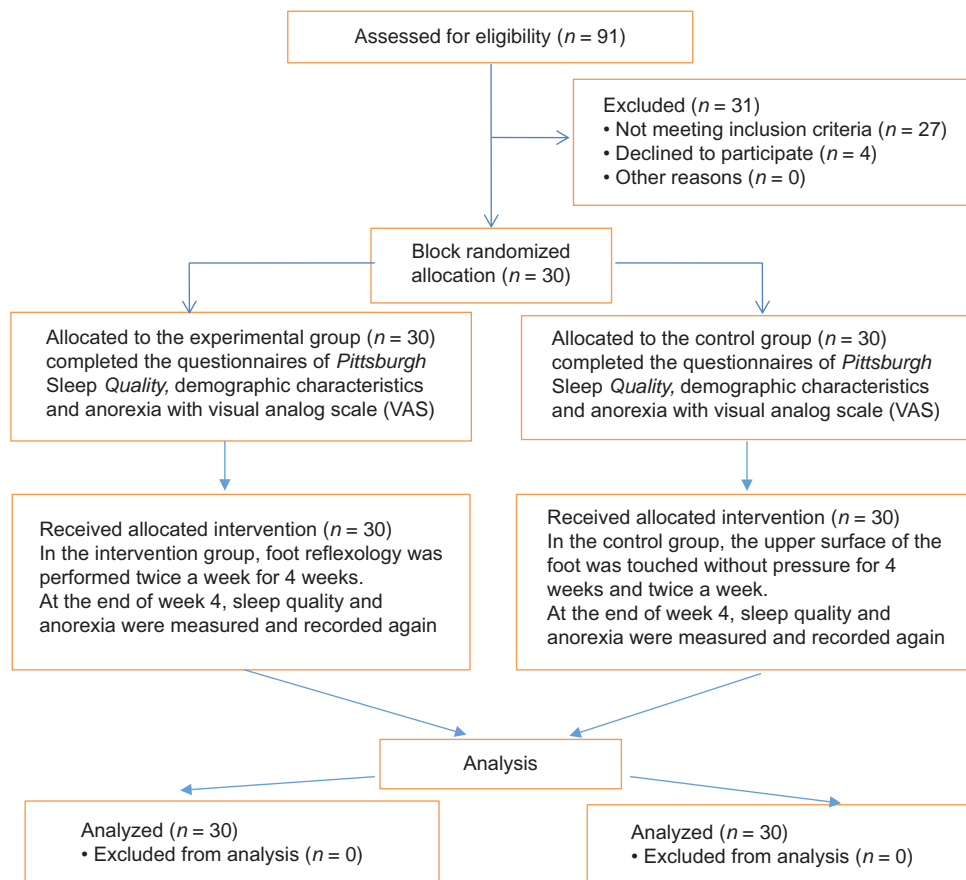 Assessed for eligibility (n = 91)
Excluded (n = 31)
• Not meeting inclusion criteria (n = 27)
• Declined to participate (n = 4)
• Other reasons (n = 0)
Block randomized
allocation (n = 30)
Allocated to the experimental group (n = 30)
completed the questionnaires of Pittsburgh
Sleep Quality, demographic characteristics
and anorexia with visual analog scale (VAS)
Allocated to the control group (n = 30)
completed the questionnaires of Pittsburgh
Sleep Quality, demographic characteristics
and anorexia with visual analog scale (VAS)
Received allocated intervention (n = 30)
In the intervention group, foot reflexology was
performed twice a week for 4 weeks.
At the end of week 4, sleep quality and
anorexia were measured and recorded again
Received allocated intervention (n = 30)
In the control group, the upper surface of the
foot was touched without pressure for 4
weeks and twice a week.
At the end of week 4, sleep quality and
anorexia were measured and recorded again
Analysis
Analyzed (n = 30)
• Excluded from analysis (n = 0)
Analyzed (n = 30)
• Excluded from analysis (n = 0)